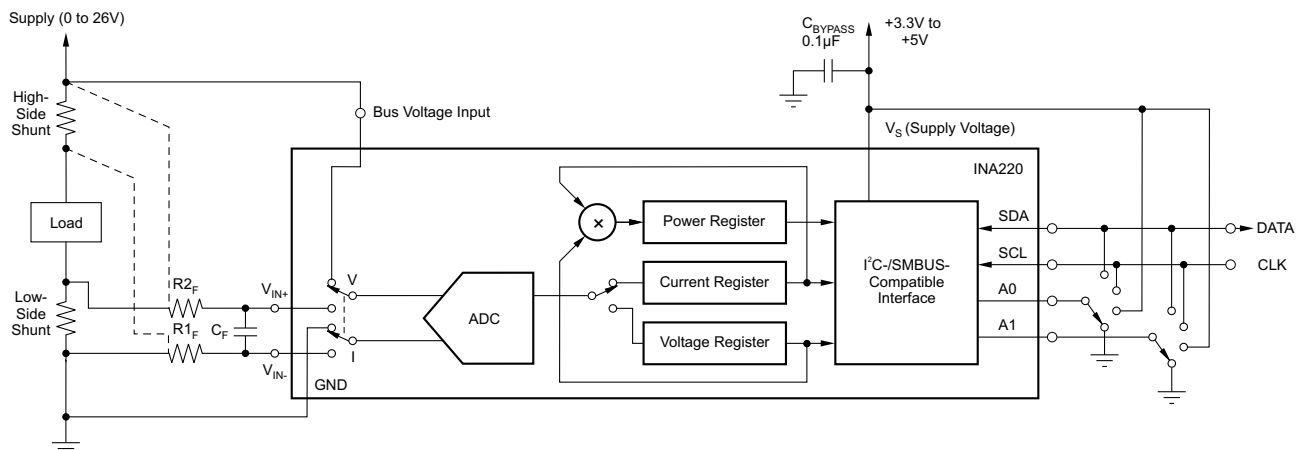 Supply (0 to 26V)
C_BYPASS
0.1µF
+3.3V to
+5V
High-
Side
Shunt
Bus Voltage Input
V_S (Supply Voltage)
INA220
Load
×
Power Register
SDA
DATA
I²C-/SMBUS-
Compatible
Interface
SCL
CLK
V
R2_F
V_IN+
ADC
Current Register
A0
Low-
Side
Shunt
R1_F
C_F
Voltage Register
A1
I
V_IN-
GND